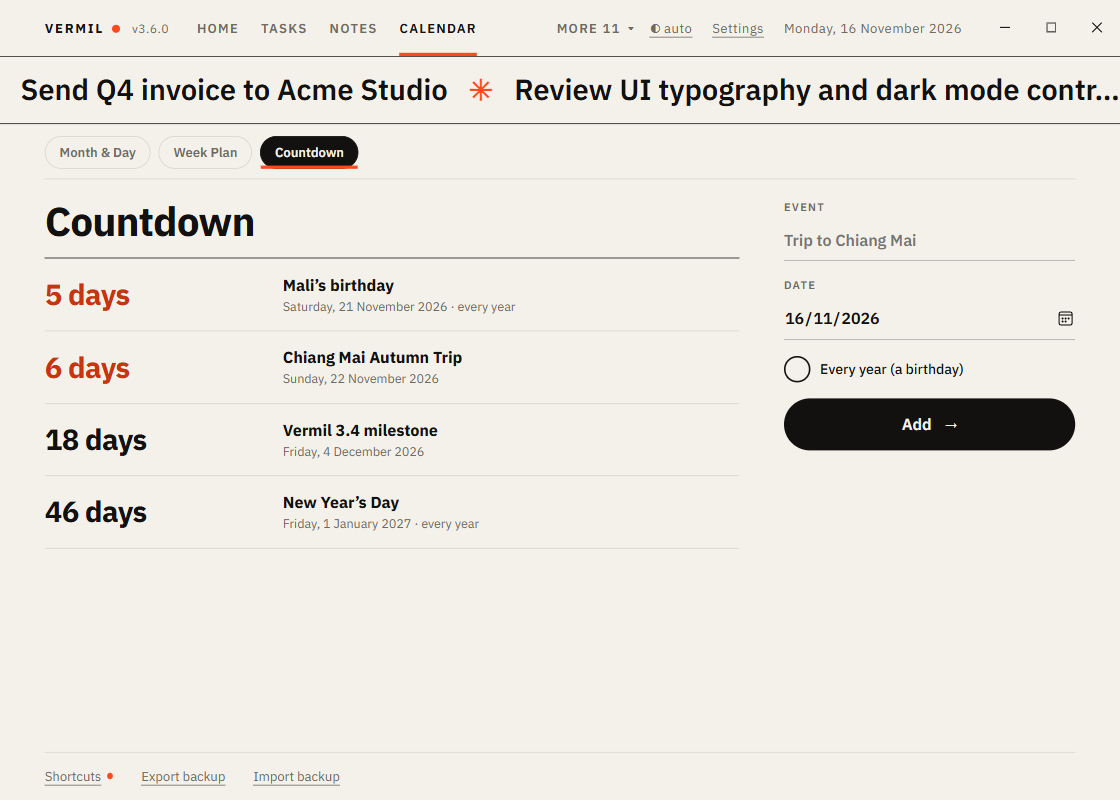 VERMIL v3.6.0 HOME TASKS NOTES CALENDAR MORE 11 auto Settings Monday, 16 November 2026
Send Q4 invoice to Acme Studio ✳ Review UI typography and dark mode contr...
Month & Day Week Plan Countdown
Countdown
5 days
Mali’s birthday
Saturday, 21 November 2026 · every year
6 days
Chiang Mai Autumn Trip
Sunday, 22 November 2026
18 days
Vermil 3.4 milestone
Friday, 4 December 2026
46 days
New Year’s Day
Friday, 1 January 2027 · every year
EVENT
Trip to Chiang Mai
DATE
16/11/2026
Every year (a birthday)
Add →
Shortcuts Export backup Import backup